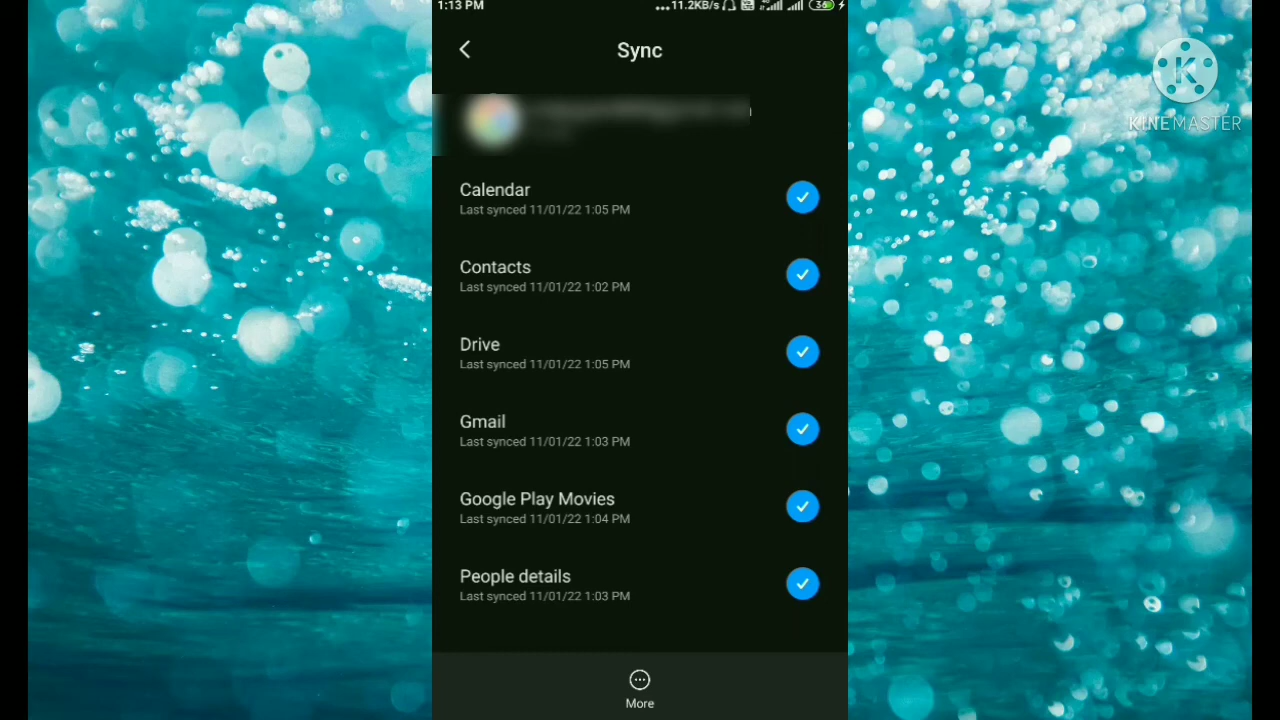 1:13 PM
...11.2KB/s
4G
36
Sync
KINEMASTER
Calendar
Last synced 11/01/22 1:05 PM
Contacts
Last synced 11/01/22 1:02 PM
Drive
Last synced 11/01/22 1:05 PM
Gmail
Last synced 11/01/22 1:03 PM
Google Play Movies
Last synced 11/01/22 1:04 PM
People details
Last synced 11/01/22 1:03 PM
More